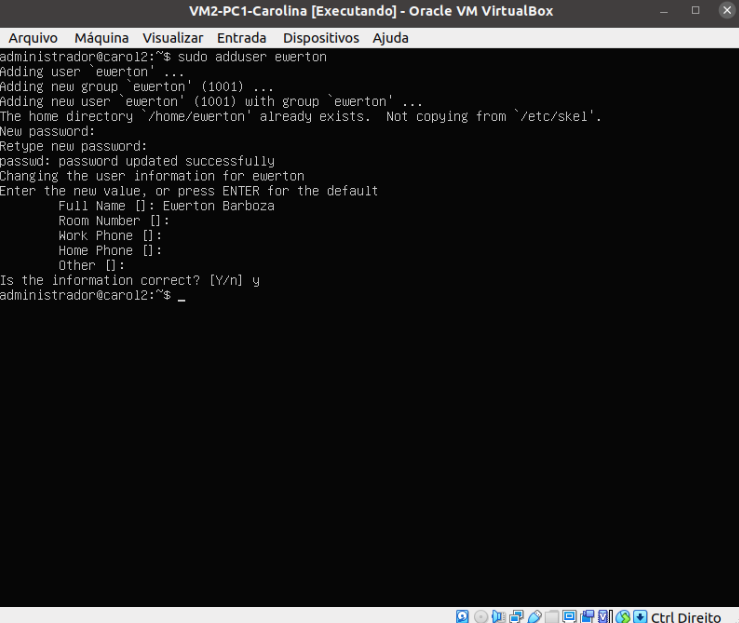 VM2-PC1-Carolina [Executando] - Oracle VM VirtualBox
Arquivo Máquina Visualizar Entrada Dispositivos Ajuda
administrador@carol2:~$ sudo adduser ewerton
Adding user `ewerton' ...
Adding new group `ewerton' (1001) ...
Adding new user `ewerton' (1001) with group `ewerton' ...
The home directory `/home/ewerton' already exists.  Not copying from `/etc/skel'.
New password:
Retype new password:
passwd: password updated successfully
Changing the user information for ewerton
Enter the new value, or press ENTER for the default
Full Name []: Ewerton Barboza
Room Number []:
Work Phone []:
Home Phone []:
Other []:
Is the information correct? [Y/n] y
administrador@carol2:~$ _
Ctrl Direito